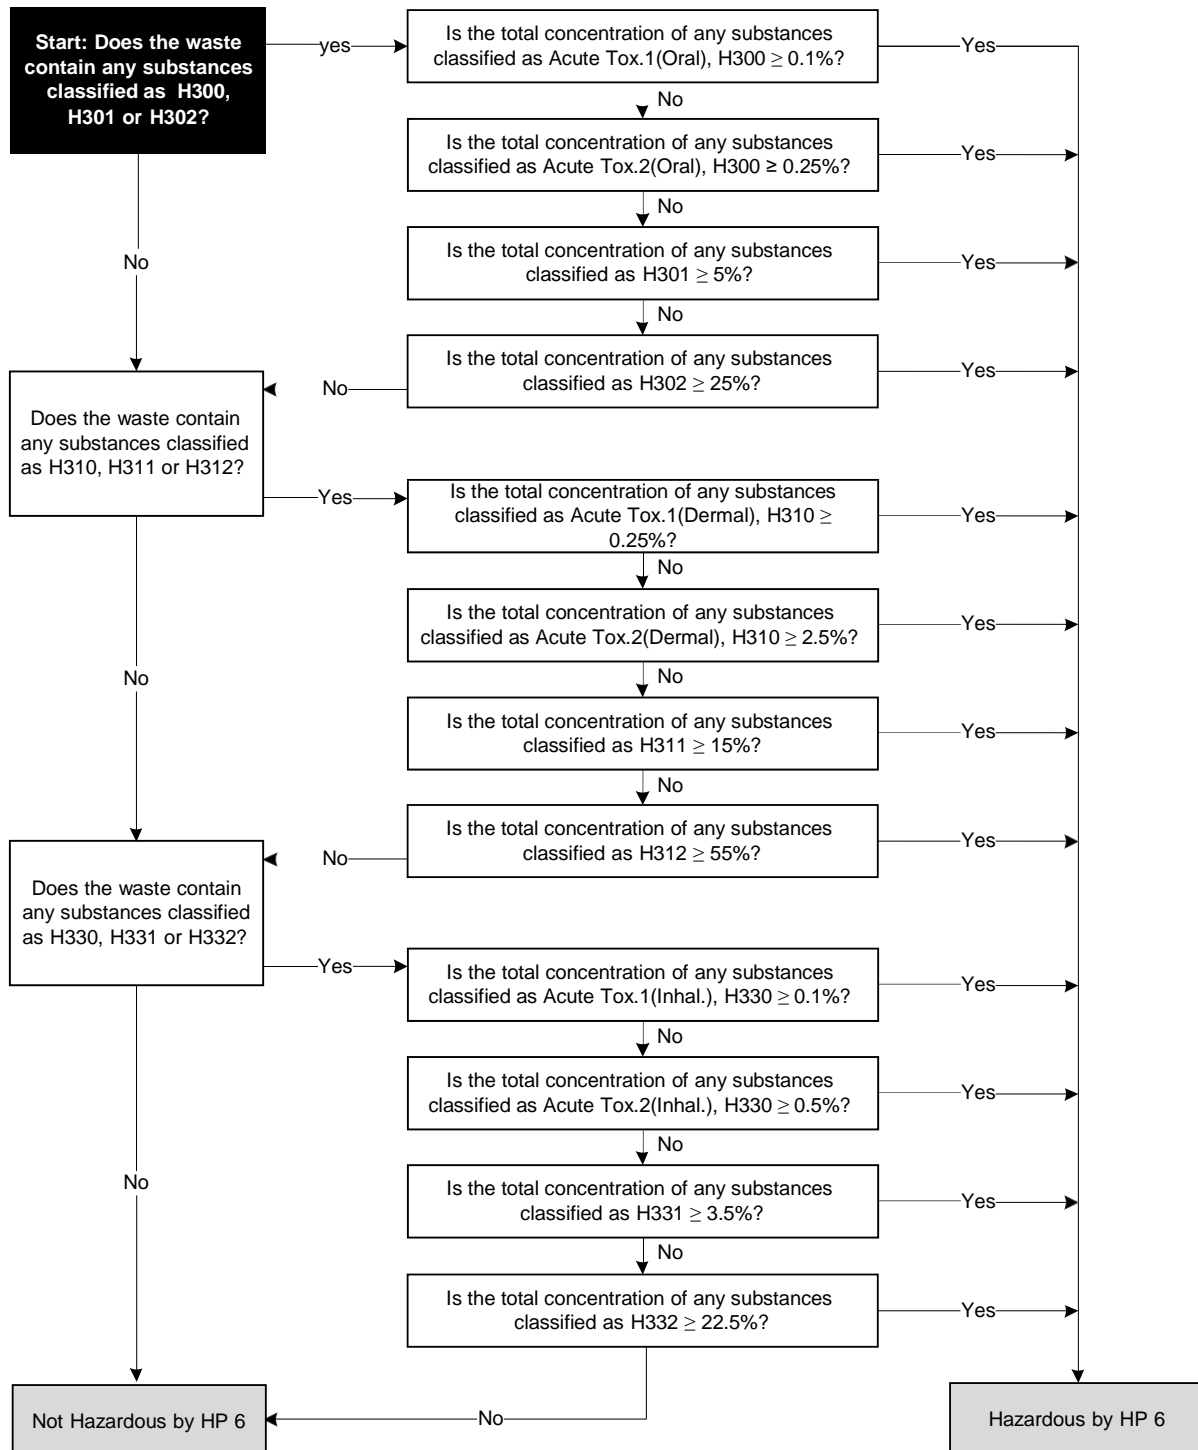 Start: Does the waste
contain any substances
classified as H300,
H301 or H302?
yes
Is the total concentration of any substances
classified as Acute Tox.1(Oral), H300 ≥ 0.1%?
Yes
No
Is the total concentration of any substances
classified as Acute Tox.2(Oral), H300 ≥ 0.25%?
Yes
No
Is the total concentration of any substances
classified as H301 ≥ 5%?
Yes
No
No
Is the total concentration of any substances
classified as H302 ≥ 25%?
Yes
No
Does the waste contain
any substances classified
as H310, H311 or H312?
Yes
Is the total concentration of any substances
classified as Acute Tox.1(Dermal), H310 ≥
0.25%?
Yes
No
Is the total concentration of any substances
classified as Acute Tox.2(Dermal), H310 ≥ 2.5%?
Yes
No
No
Is the total concentration of any substances
classified as H311 ≥ 15%?
Yes
No
Is the total concentration of any substances
classified as H312 ≥ 55%?
Yes
No
Does the waste contain
any substances classified
as H330, H331 or H332?
Yes
Is the total concentration of any substances
classified as Acute Tox.1(Inhal.), H330 ≥ 0.1%?
Yes
No
Is the total concentration of any substances
classified as Acute Tox.2(Inhal.), H330 ≥ 0.5%?
Yes
No
No
Is the total concentration of any substances
classified as H331 ≥ 3.5%?
Yes
No
Is the total concentration of any substances
classified as H332 ≥ 22.5%?
Yes
No
Not Hazardous by HP 6
Hazardous by HP 6